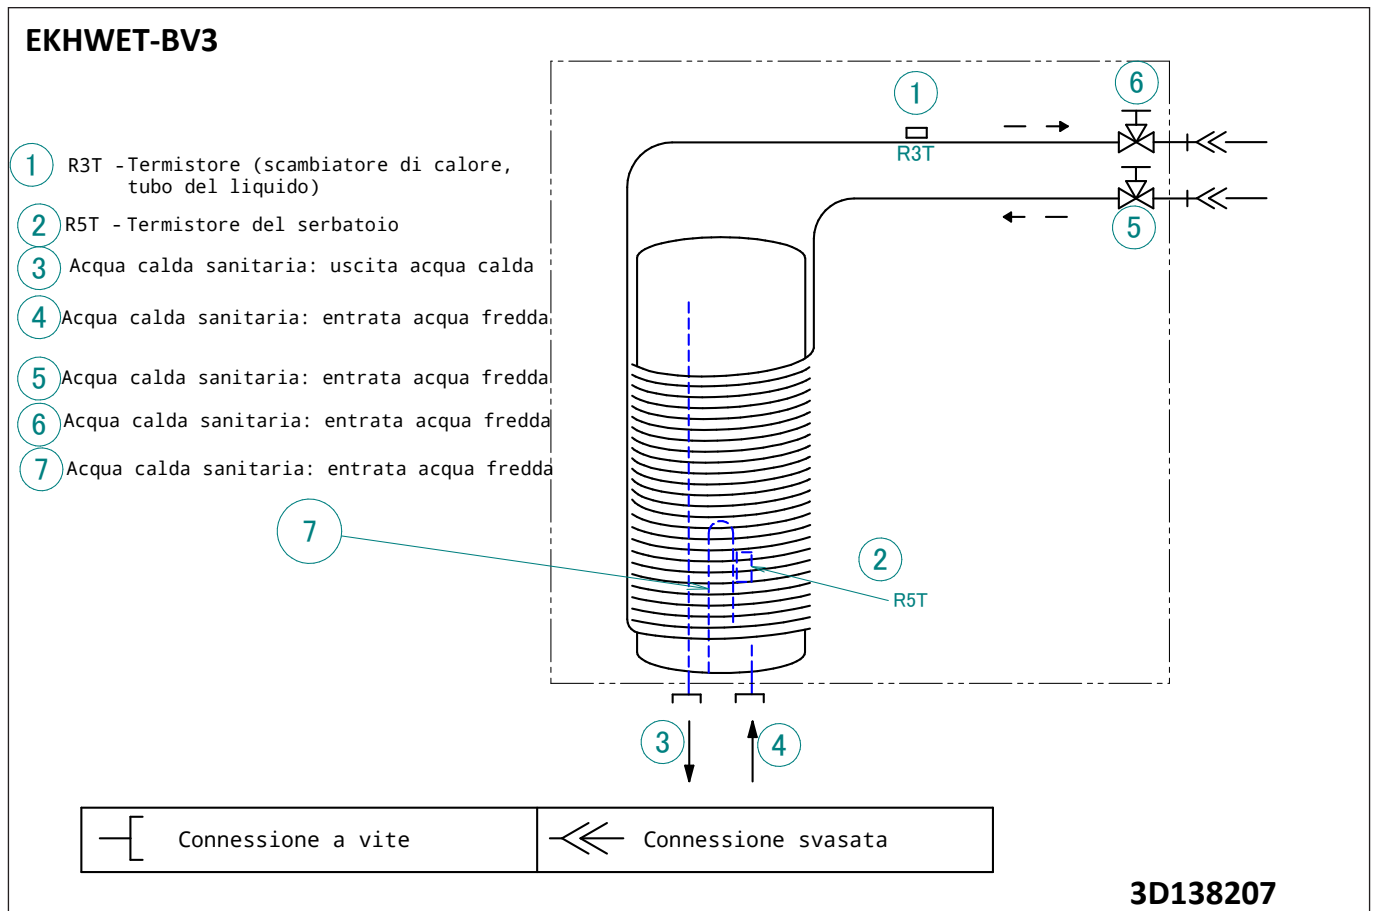 EKHWET-BV3
1 R3T - Termistore (scambiatore di calore,
tubo del liquido)
2 R5T - Termistore del serbatoio
3 Acqua calda sanitaria: uscita acqua calda
4 Acqua calda sanitaria: entrata acqua fredda
5 Acqua calda sanitaria: entrata acqua fredda
6 Acqua calda sanitaria: entrata acqua fredda
7 Acqua calda sanitaria: entrata acqua fredda
1
R3T
6
5
7
2
R5T
3
4
Connessione a vite
Connessione svasata
3D138207